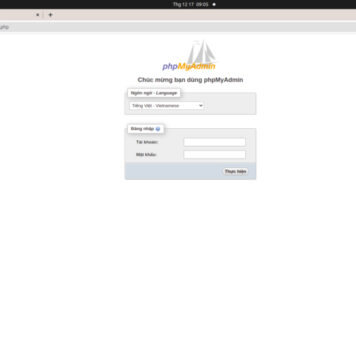 Thg 12 17 09:05
.php
phpMyAdmin
Chúc mừng bạn dùng phpMyAdmin
Ngôn ngữ - Language
Tiếng Việt - Vietnamese
Đăng nhập
Tài khoản:
Mật khẩu:
Thực hiện